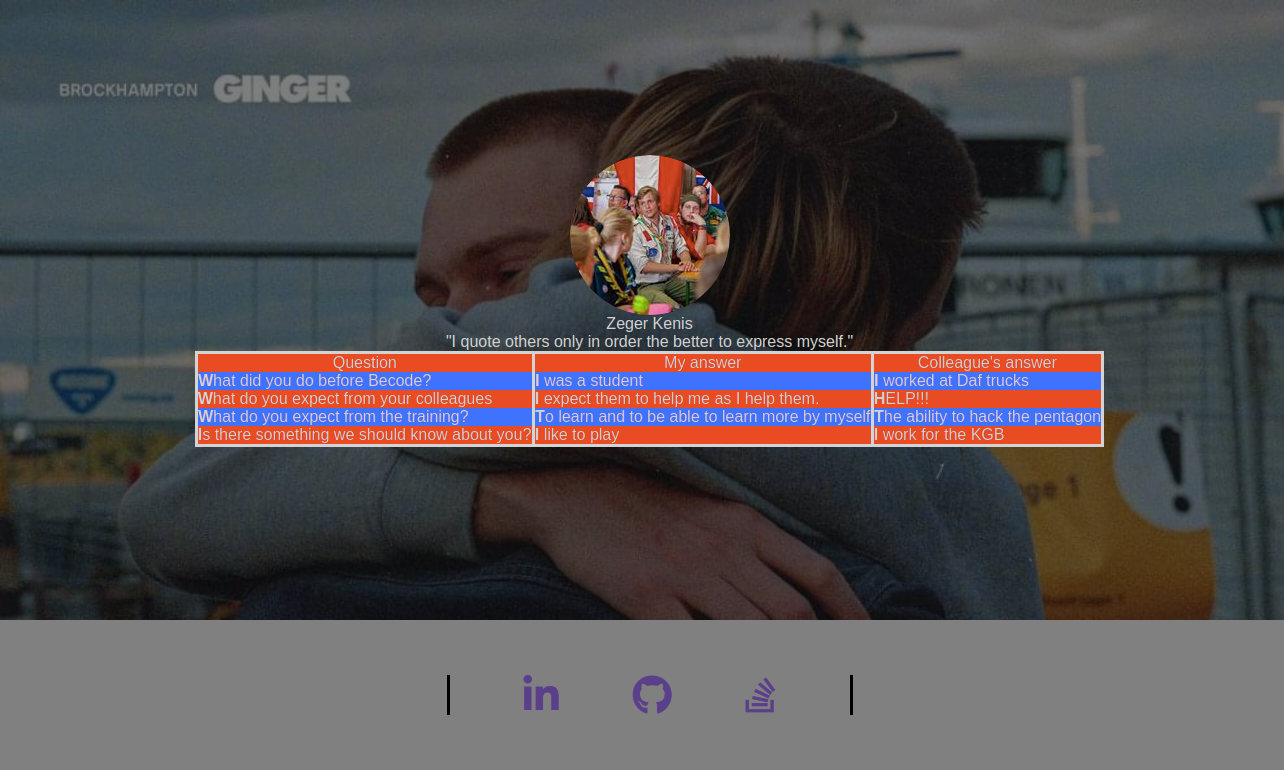 BROCKHAMPTON GINGER
Zeger Kenis
"I quote others only in order the better to express myself."
Question My answer Colleague's answer
What did you do before Becode? I was a student I worked at Daf trucks
What do you expect from your colleagues I expect them to help me as I help them. HELP!!!
What do you expect from the training? To learn and to be able to learn more by myself The ability to hack the pentagon
Is there something we should know about you? I like to play I work for the KGB
in